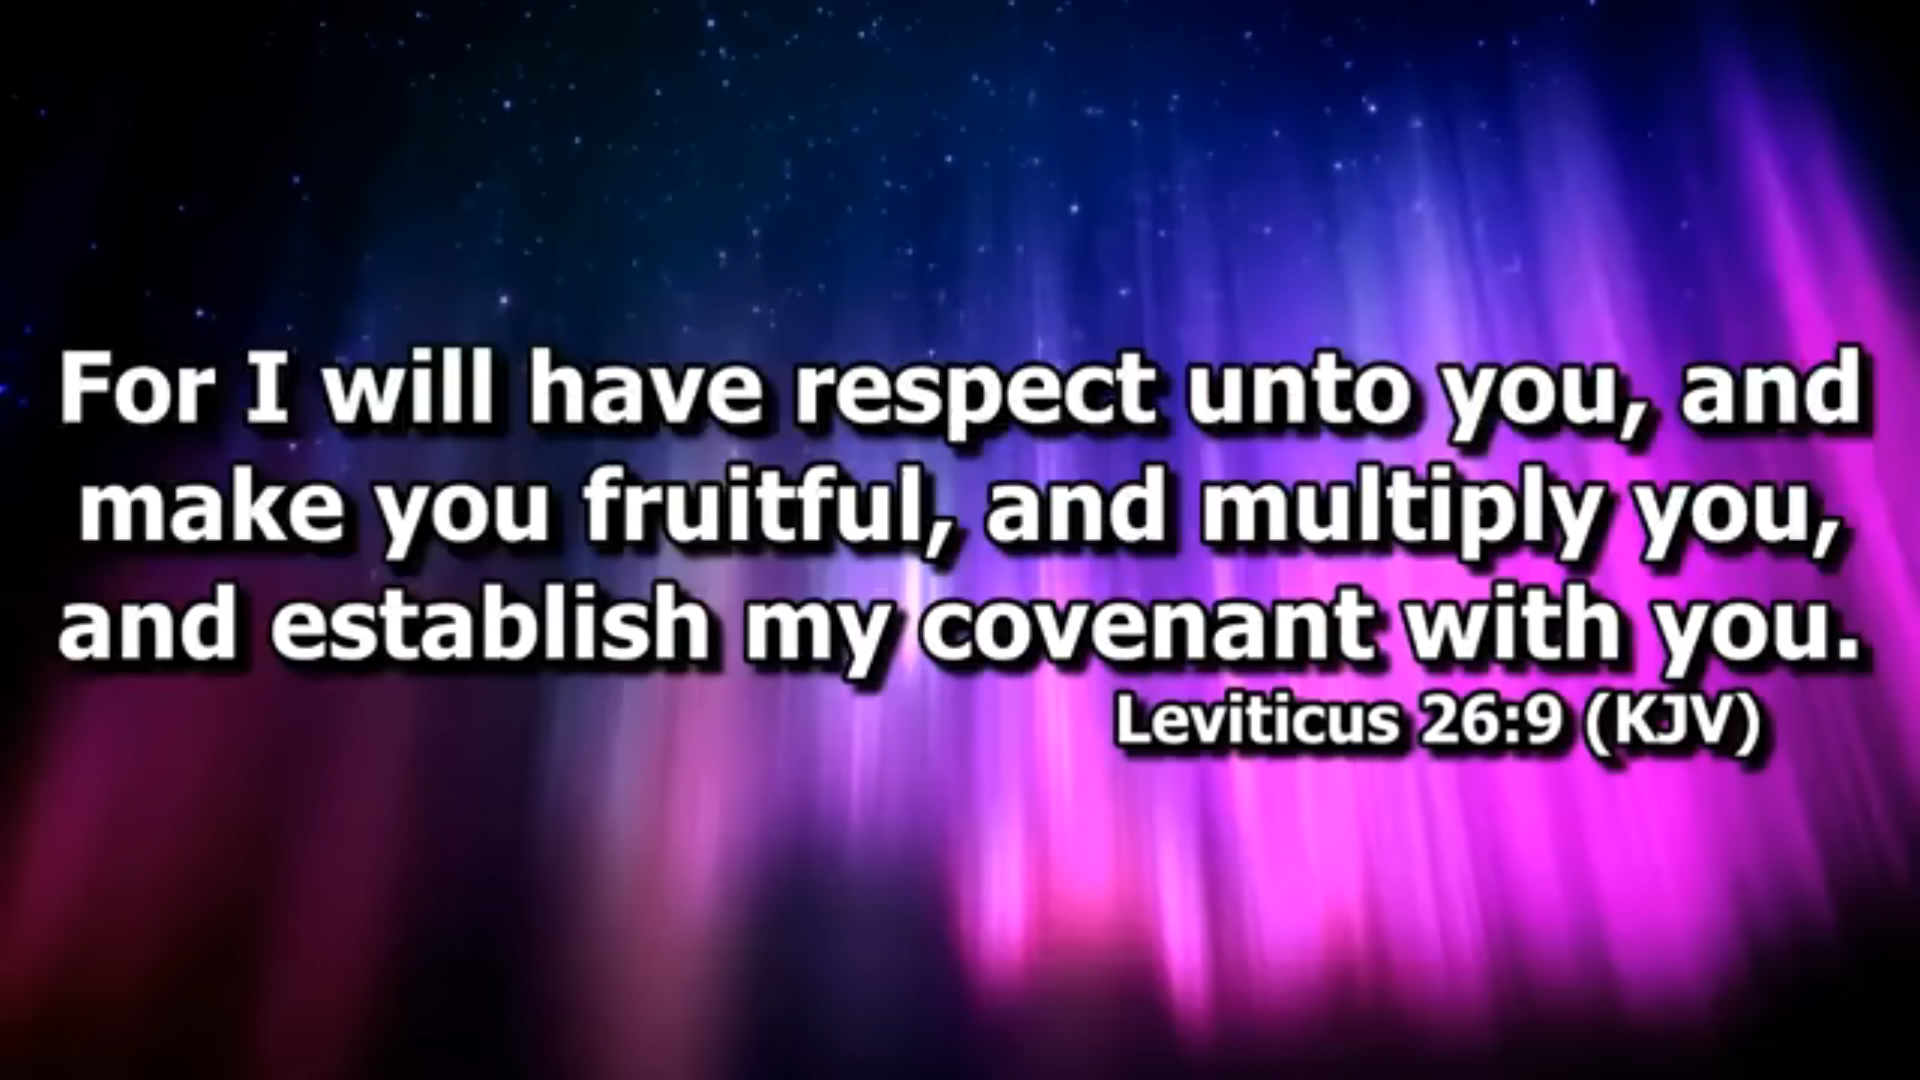 For I will have respect unto you, and
make you fruitful, and multiply you,
and establish my covenant with you.
Leviticus 26:9 (KJV)